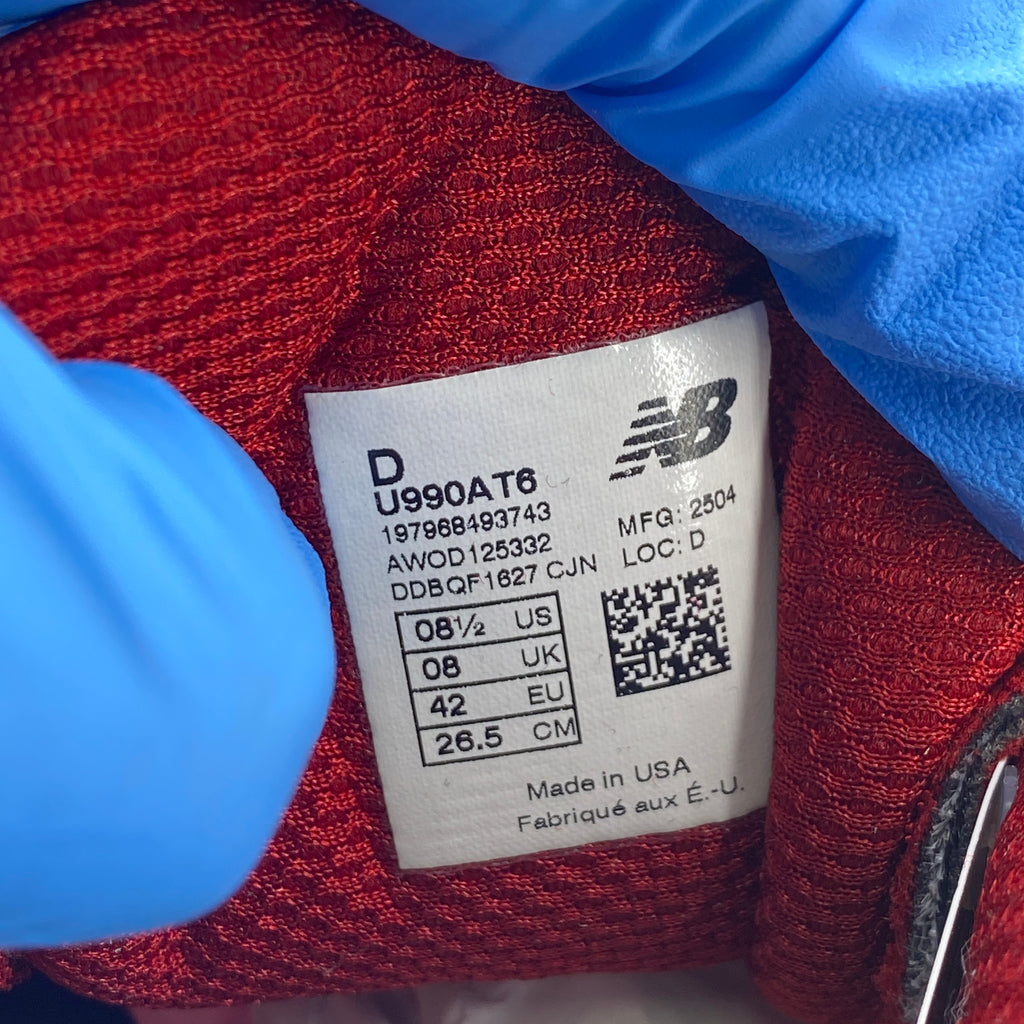 NB
D
U990AT6
197968493743
AWOD125332
DDBQF1627 CJN
MFG: 2504
LOC: D
08½ US
08 UK
42 EU
26.5 CM
Made in USA
Fabriqué aux É.-U.